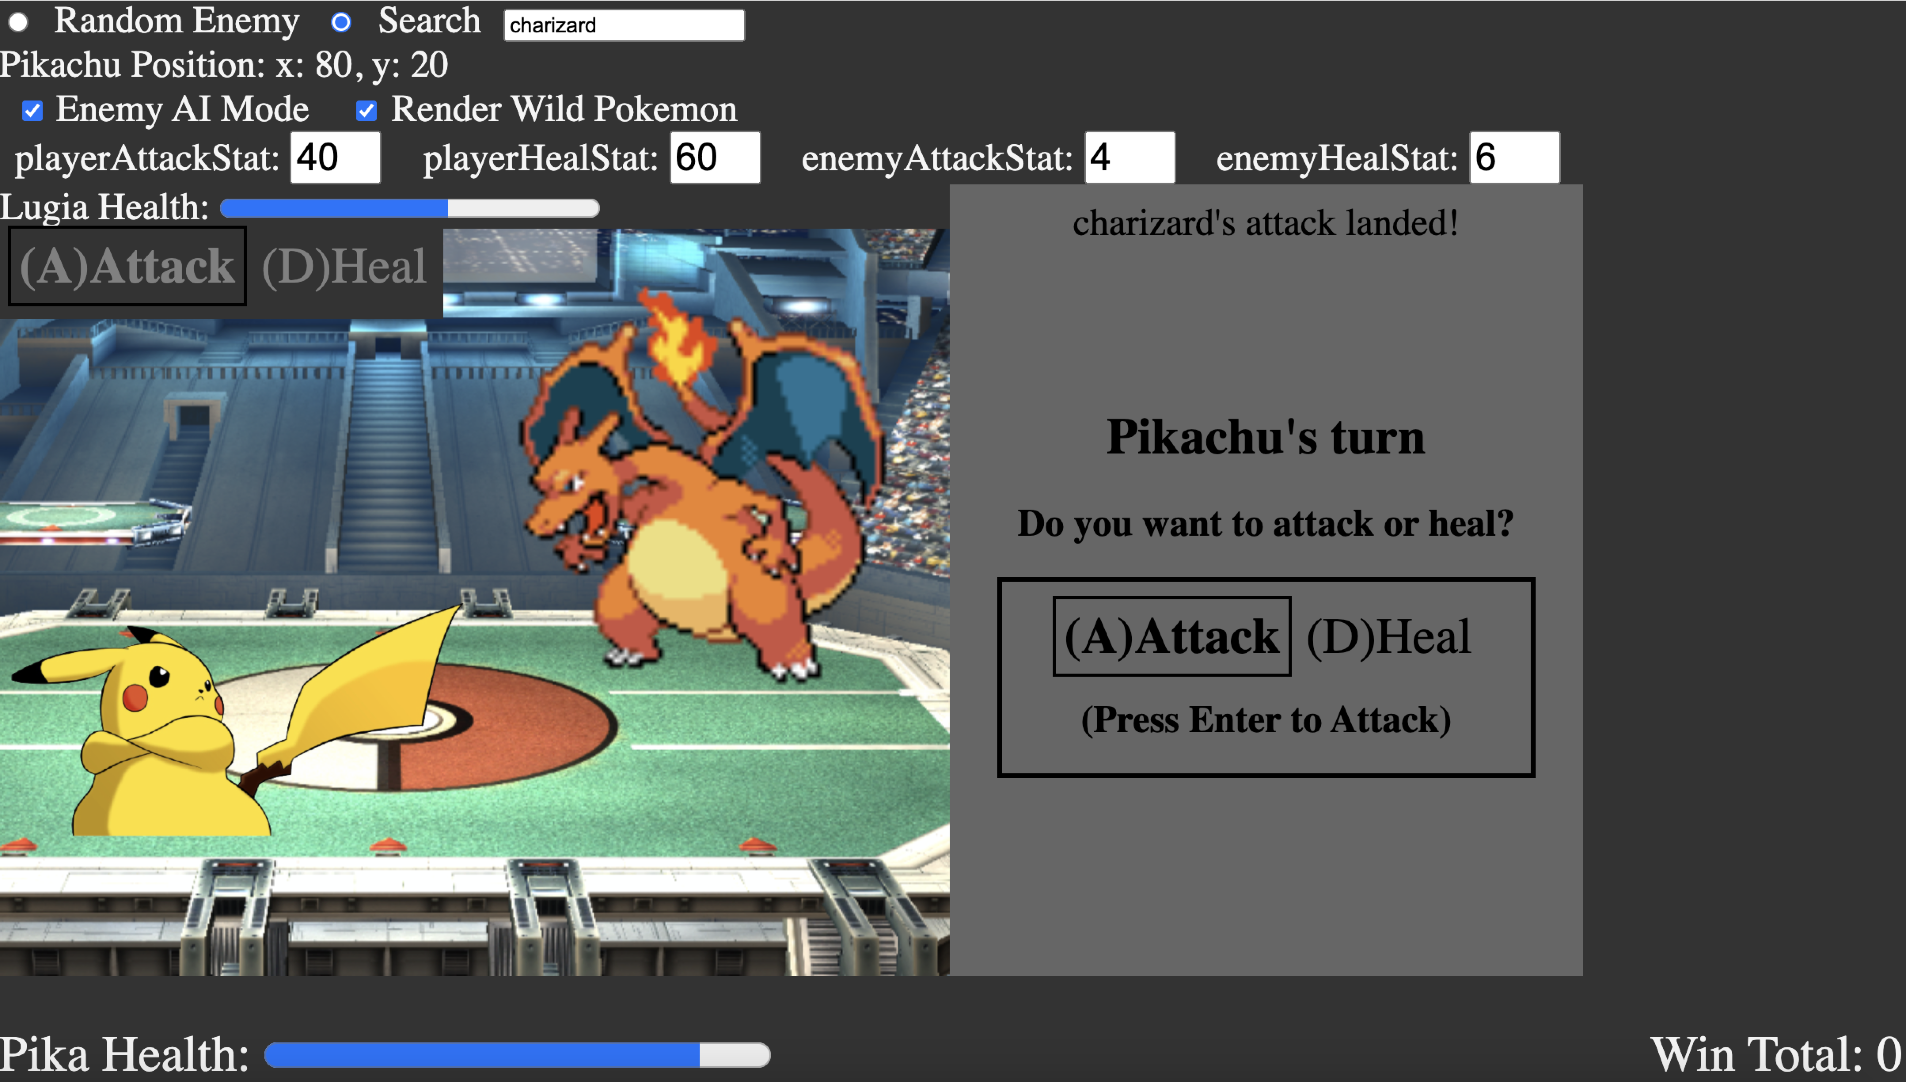 Random Enemy Search charizard
Pikachu Position: x: 80, y: 20
Enemy AI Mode Render Wild Pokemon
playerAttackStat: 40 playerHealStat: 60 enemyAttackStat: 4 enemyHealStat: 6
Lugia Health:
(A)Attack (D)Heal
charizard's attack landed!
Pikachu's turn
Do you want to attack or heal?
(A)Attack (D)Heal
(Press Enter to Attack)
Pika Health:
Win Total: 0